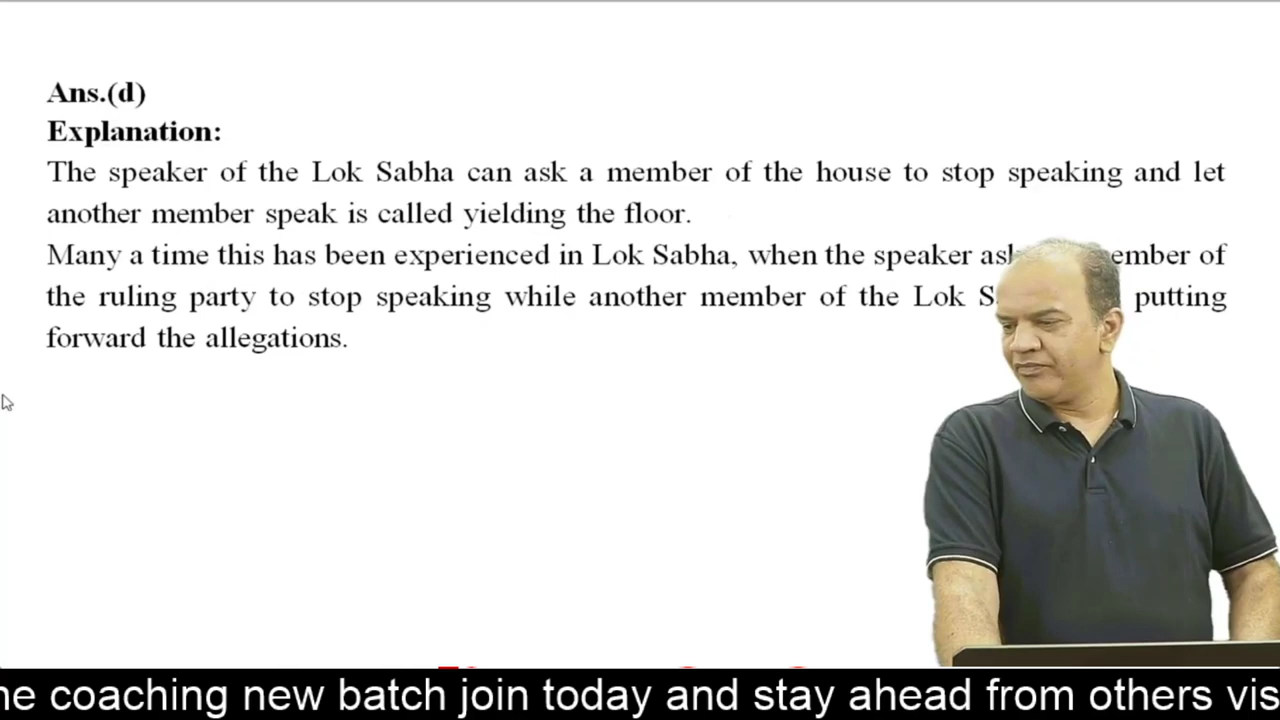 Ans.(d)
Explanation:
The speaker of the Lok Sabha can ask a member of the house to stop speaking and let
another member speak is called yielding the floor.
Many a time this has been experienced in Lok Sabha, when the speaker member of
the ruling party to stop speaking while another member of the Lok putting
forward the allegations.
coaching new batch join today and stay ahead from others